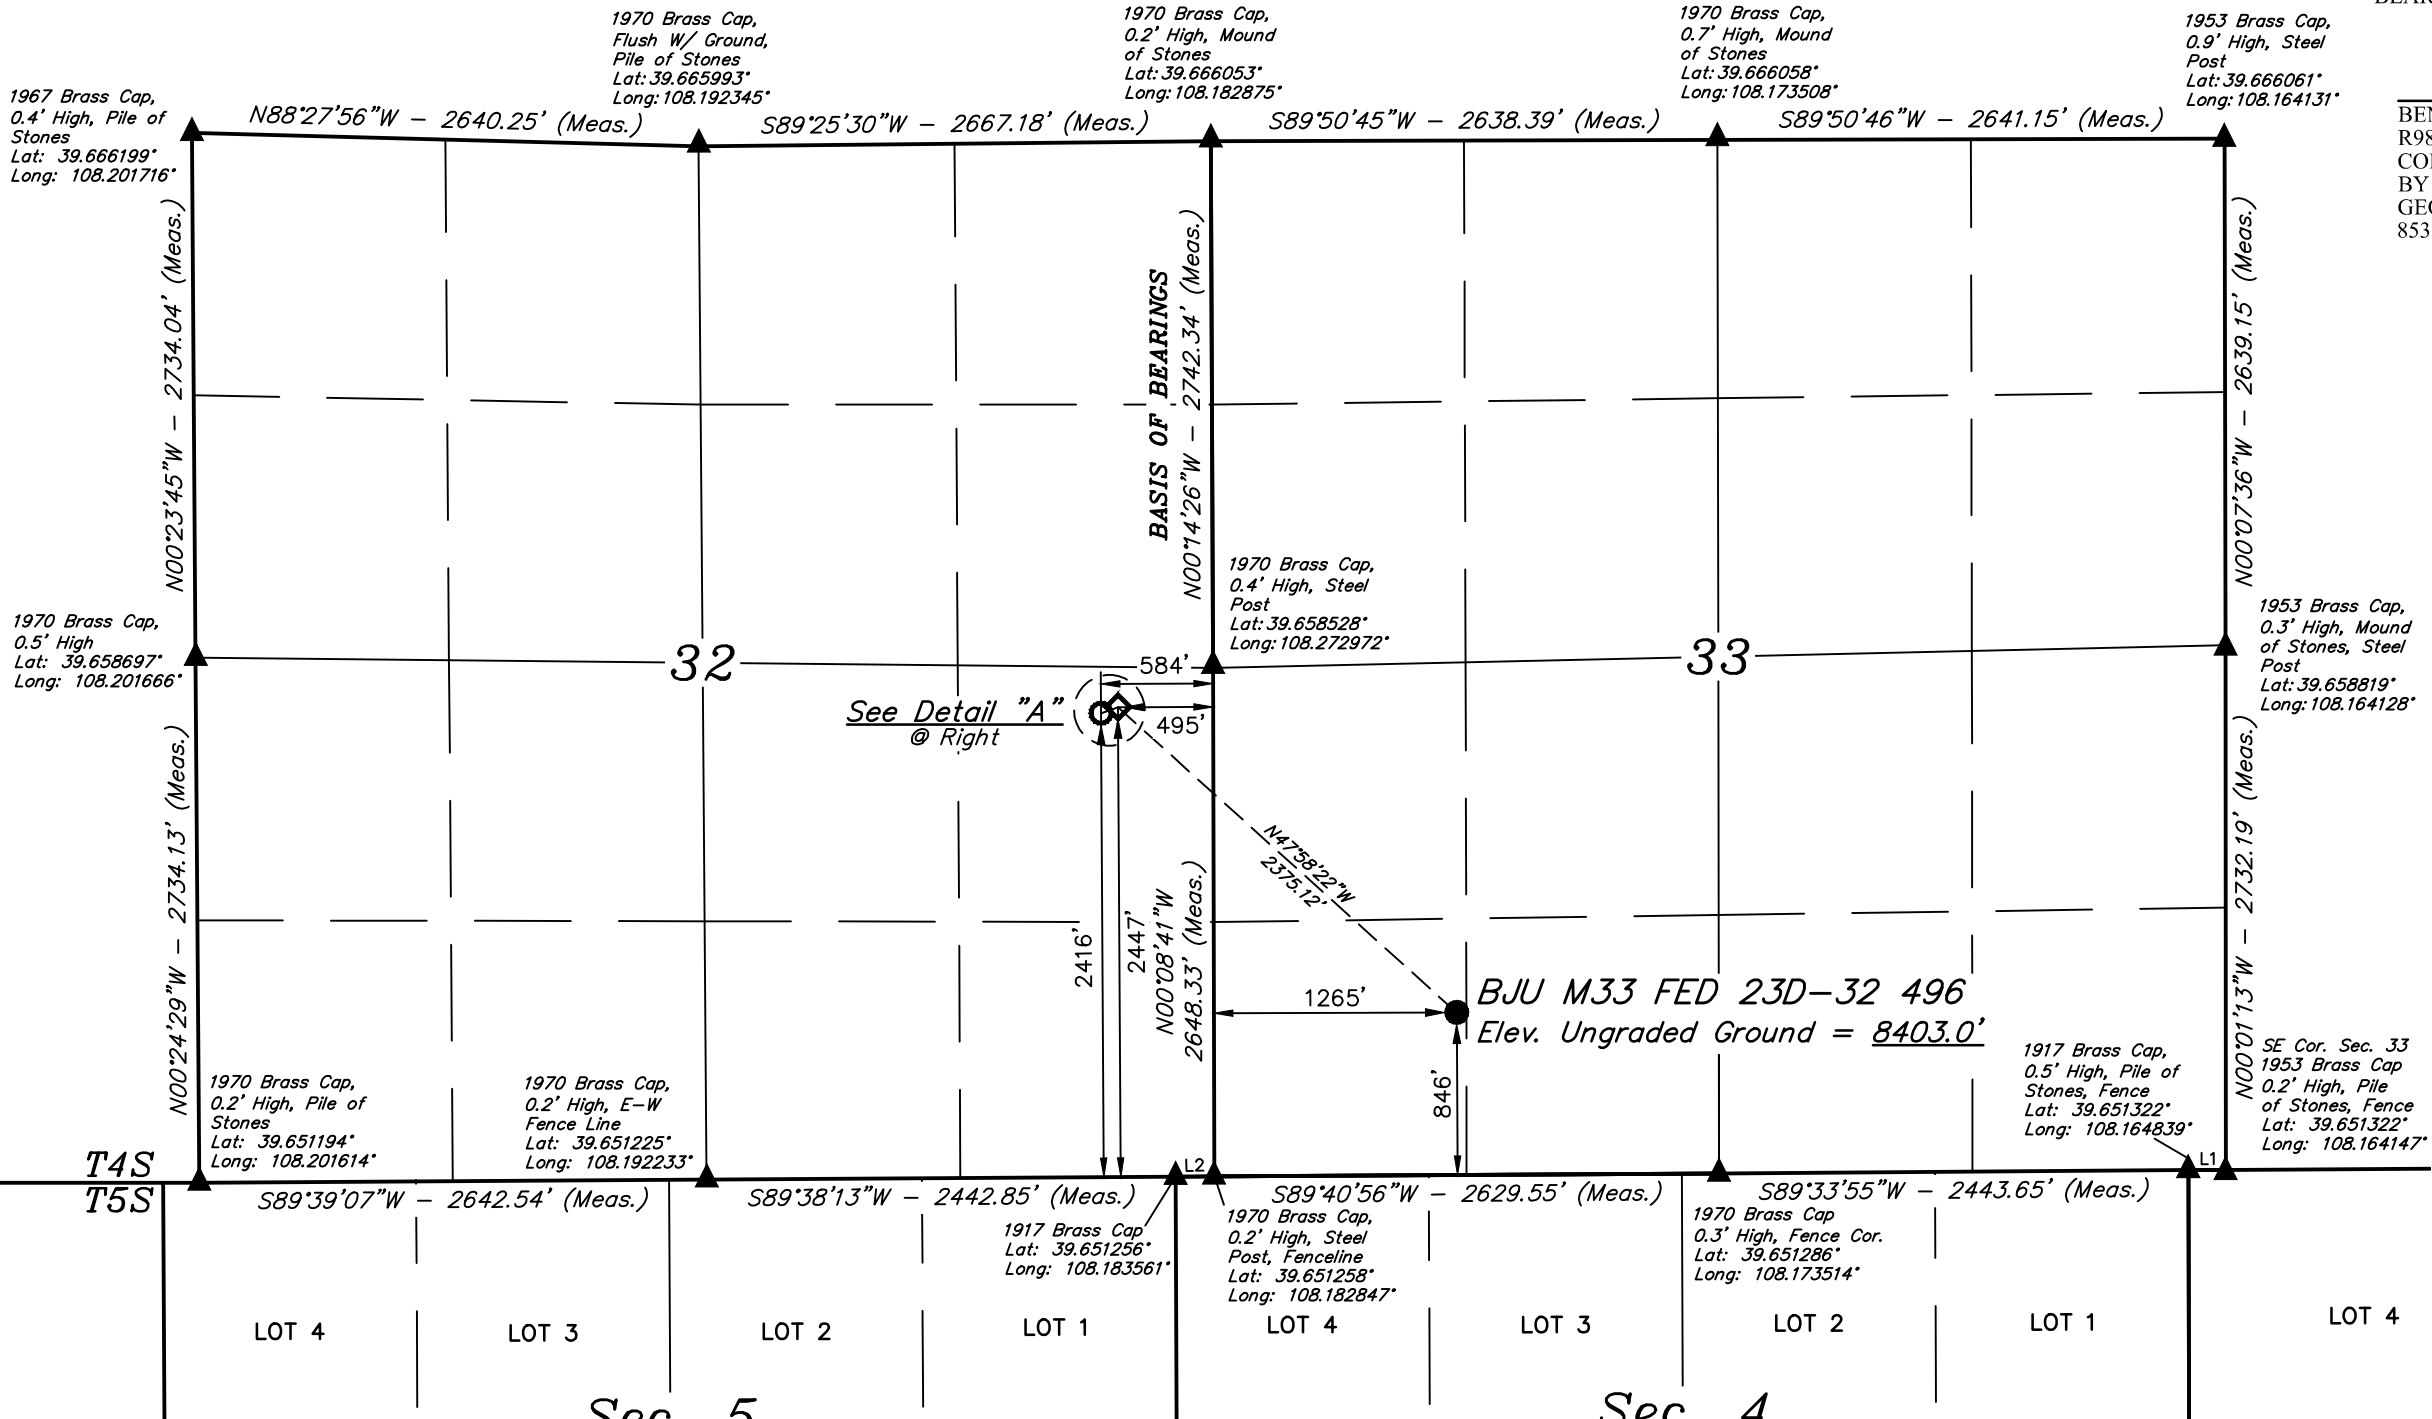 1967 Brass Cap,
0.4' High, Pile of
Stones
Lat: 39.666199°
Long: 108.201716°
1970 Brass Cap,
Flush W/ Ground,
Pile of Stones
Lat: 39.665993°
Long: 108.192345°
1970 Brass Cap,
0.2' High, Mound
of Stones
Lat: 39.666053°
Long: 108.182875°
1970 Brass Cap,
0.7' High, Mound
of Stones
Lat: 39.666058°
Long: 108.173508°
1953 Brass Cap,
0.9' High, Steel
Post
Lat: 39.666061°
Long: 108.164131°
R98
BY
853
N88°27'56"W – 2640.25' (Meas.)
S89°25'30"W – 2667.18' (Meas.)
S89°50'45"W – 2638.39' (Meas.)
S89°50'46"W – 2641.15' (Meas.)
N00°23'45"W – 2734.04' (Meas.)
BASIS OF BEARINGS
N00°14'26"W – 2742.34' (Meas.)
N00°07'36"W – 2639.15' (Meas.)
1970 Brass Cap,
0.5' High
Lat: 39.658697°
Long: 108.201666°
32
1970 Brass Cap,
0.4' High, Steel
Post
Lat: 39.658528°
Long: 108.272972°
33
1953 Brass Cap,
0.3' High, Mound
of Stones, Steel
Post
Lat: 39.658819°
Long: 108.164128°
584'
See Detail "A"
@ Right
495'
N47°58'22"W
2375.12'
N00°24'29"W – 2734.13' (Meas.)
2416'
2447'
N00°08'41"W
2648.33' (Meas.)
N00°01'13"W – 2732.19' (Meas.)
1265'
BJU M33 FED 23D-32 496
Elev. Ungraded Ground = 8403.0'
846'
1970 Brass Cap,
0.2' High, Pile of
Stones
Lat: 39.651194°
Long: 108.201614°
1970 Brass Cap,
0.2' High, E–W
Fence Line
Lat: 39.651225°
Long: 108.192233°
1917 Brass Cap,
0.5' High, Pile of
Stones, Fence
Lat: 39.651322°
Long: 108.164839°
SE Cor. Sec. 33
1953 Brass Cap
0.2' High, Pile
of Stones, Fence
Lat: 39.651322°
Long: 108.164147°
T4S
T5S
L2
L1
S89°39'07"W – 2642.54' (Meas.)
S89°38'13"W – 2442.85' (Meas.)
S89°40'56"W – 2629.55' (Meas.)
S89°33'55"W – 2443.65' (Meas.)
1917 Brass Cap
Lat: 39.651256°
Long: 108.183561°
1970 Brass Cap,
0.2' High, Steel
Post, Fenceline
Lat: 39.651258°
Long: 108.182847°
1970 Brass Cap
0.3' High, Fence Cor.
Lat: 39.651286°
Long: 108.173514°
LOT 4
LOT 3
LOT 2
LOT 1
LOT 4
LOT 3
LOT 2
LOT 1
LOT 4
Sec. 5
Sec. 4